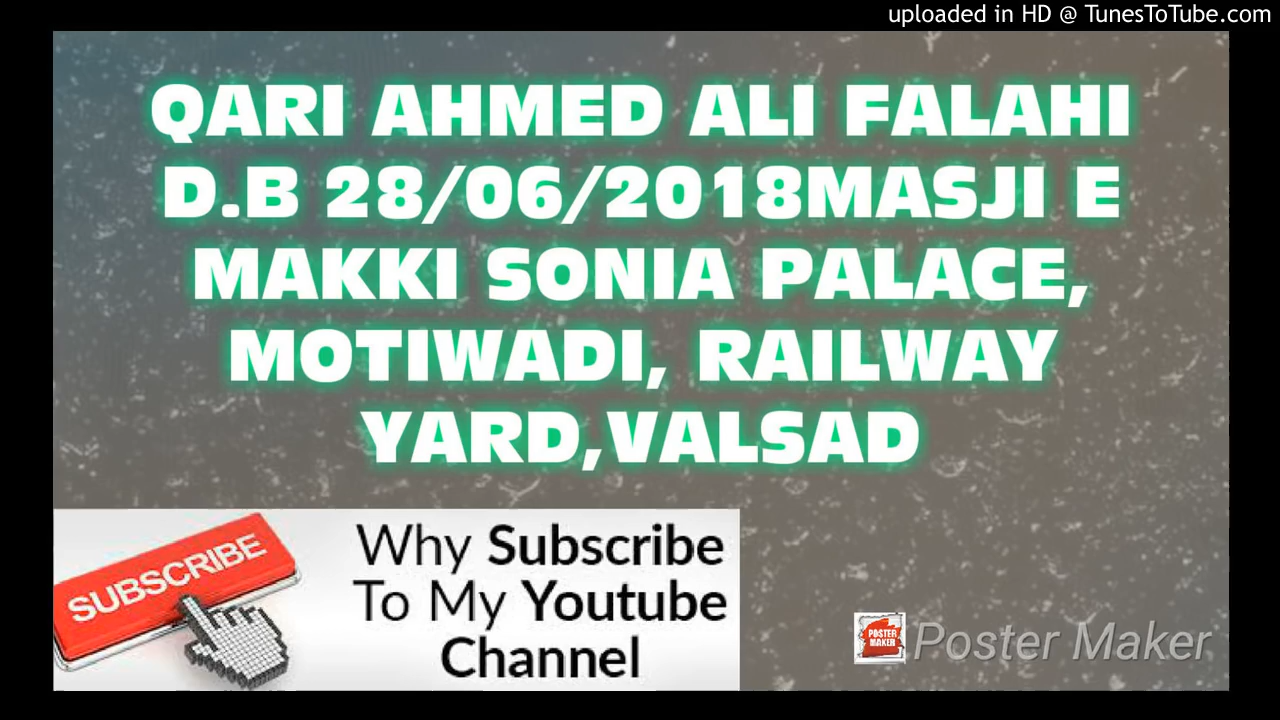 uploaded in HD @ TunesToTube.com
QARI AHMED ALI FALAHI
D.B 28/06/2018MASJI E
MAKKI SONIA PALACE,
MOTIWADI, RAILWAY
YARD,VALSAD
SUBSCRIBE
Why Subscribe
To My Youtube
Channel
POSTER
MAKER
Poster Maker